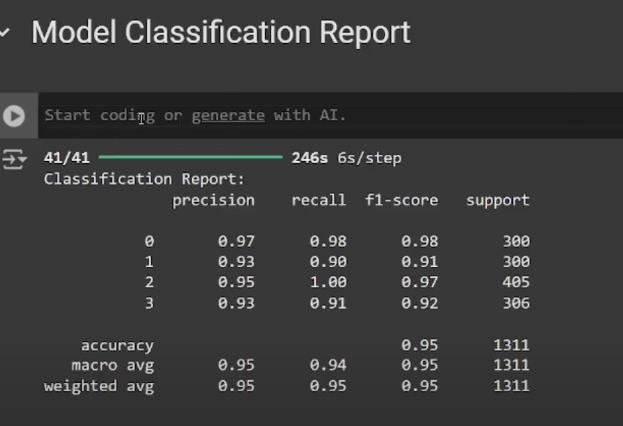 Model Classification Report
Start coding or generate with AI.
41/41 246s 6s/step
Classification Report:
precision recall f1-score support
0 0.97 0.98 0.98 300
1 0.93 0.90 0.91 300
2 0.95 1.00 0.97 405
3 0.93 0.91 0.92 306
accuracy 0.95 1311
macro avg 0.95 0.94 0.95 1311
weighted avg 0.95 0.95 0.95 1311